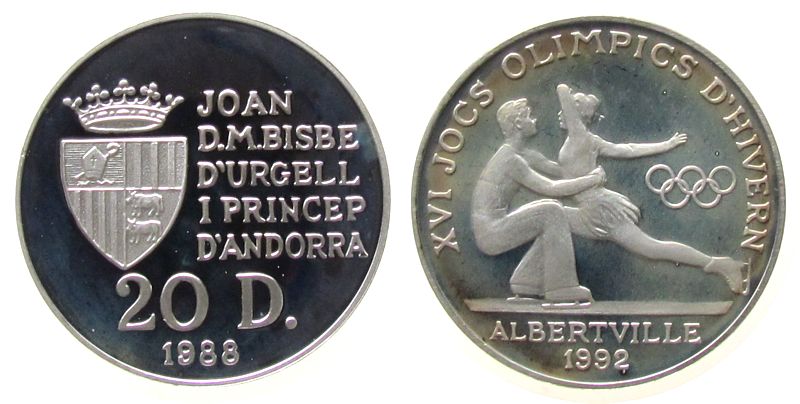 JOAN
D.M.BISBE
D'URGELL
I PRINCEP
D'ANDORRA
20 D.
1988
XVI JOCS OLIMPICS D'HIVERN
ALBERTVILLE
1992